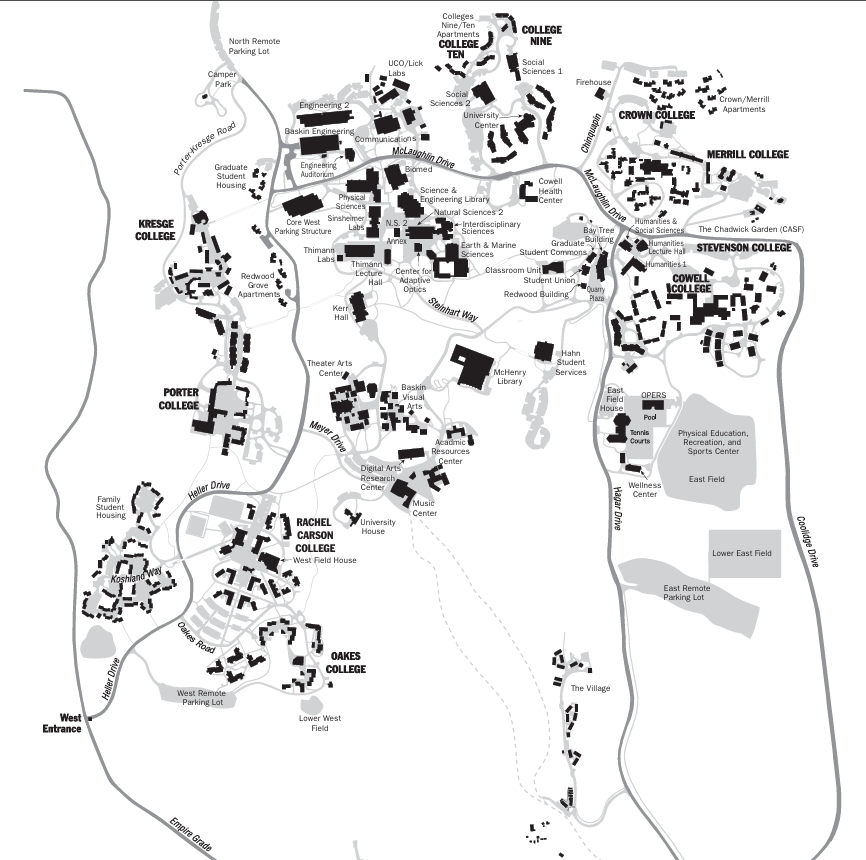 North Remote
Parking Lot
Camper
Park
Colleges
Nine/Ten
Apartments
COLLEGE
TEN
COLLEGE
NINE
UCO/Lick
Labs
Social
Sciences 1
Social
Sciences 2
University
Center
Firehouse
Chinquapin
CROWN COLLEGE
Crown/Merrill
Apartments
MERRILL COLLEGE
Engineering 2
Baskin Engineering
Communications
Engineering
Auditorium
McLaughlin Drive
Porter-Kresge Road
Graduate
Student
Housing
Biomed
Physical
Sciences
Science &
Engineering Library
Cowell
Health
Center
McLaughlin Drive
Core West
Parking Structure
Sinsheimer
Labs
N.S. 2
Annex
Natural Sciences 2
Interdisciplinary
Sciences
Humanities &
Social Sciences
The Chadwick Garden (CASF)
KRESGE
COLLEGE
Bay Tree
Building
Graduate
Student Commons
Humanities
Lecture Hall
Humanities 1
STEVENSON COLLEGE
Thimann
Labs
Thimann
Lecture
Hall
Center for
Adaptive
Optics
Earth & Marine
Sciences
Classroom Unit
Student Union
Redwood Building
Quarry
Plaza
COWELL
COLLEGE
Redwood
Grove
Apartments
Kerr
Hall
Steinhart Way
Theater Arts
Center
McHenry
Library
Hahn
Student
Services
PORTER
COLLEGE
Baskin
Visual
Arts
East
Field
House
OPERS
Pool
Tennis
Courts
Physical Education,
Recreation, and
Sports Center
East Field
Meyer Drive
Acadmic
Resources
Center
Digital Arts
Research
Center
Music
Center
Wellness
Center
Heller Drive
Family
Student
Housing
University
House
Hagar Drive
Coolidge Drive
RACHEL
CARSON
COLLEGE
West Field House
Koshland Way
Lower East Field
East Remote
Parking Lot
Oakes Road
OAKES
COLLEGE
Heller Drive
West Remote
Parking Lot
The Village
Lower West
Field
West
Entrance
Empire Grade